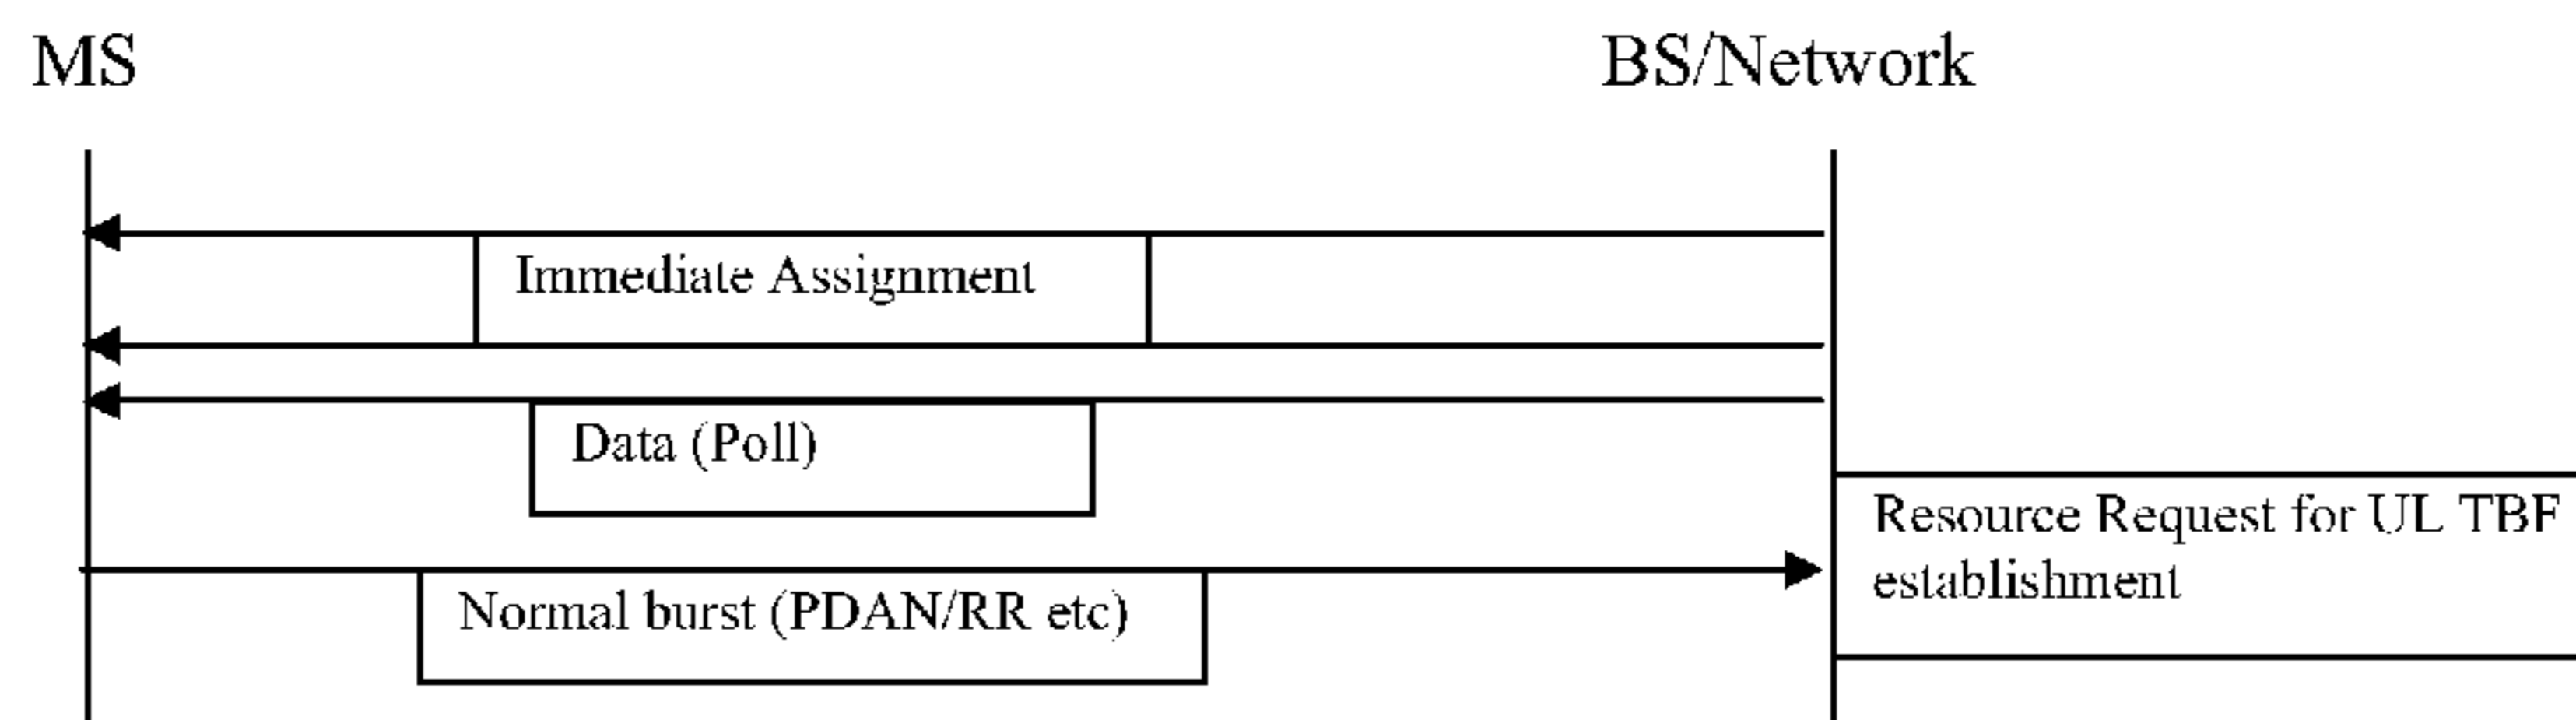 MS
BS/Network
Immediate Assignment
Data (Poll)
Resource Request for UL TBF
establishment
Normal burst (PDAN/RR etc)